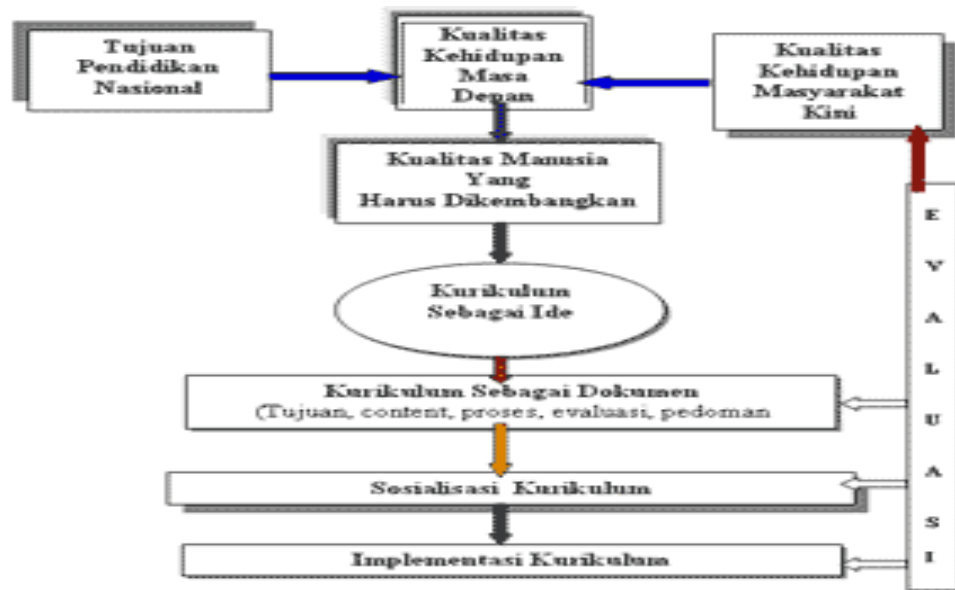 Tujuan
Pendidikan
Nasional
Kualitas
Kehidupan
Masa
Depan
Kualitas
Kehidupan
Masyarakat
Kini
Kualitas Manusia
Yang
Harus Dikembangkan
Kurikulum
Sebagai Ide
Kurikulum Sebagai Dokumen
(Tujuan, content, proses, evaluasi, pedoman
Sosialisasi Kurikulum
Implementasi Kurikulum
E
V
A
L
U
A
S
I